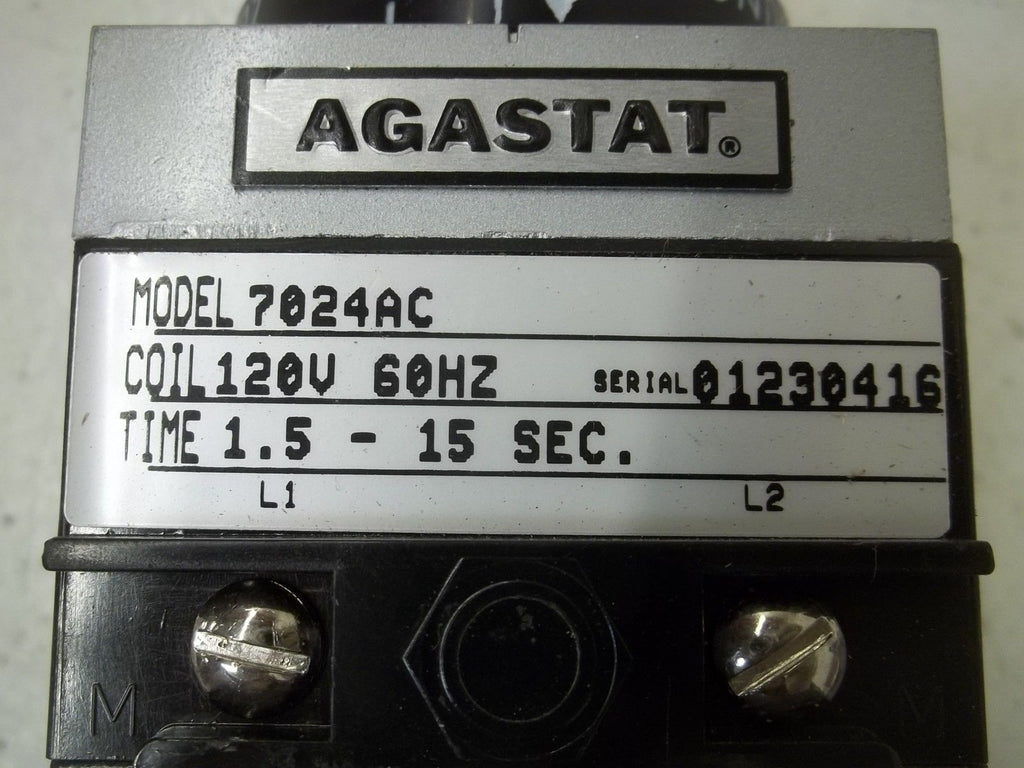 AGASTAT®
MODEL 7024AC
COIL 120V 60HZ SERIAL 01230416
TIME 1.5 - 15 SEC.
L1 L2
M M